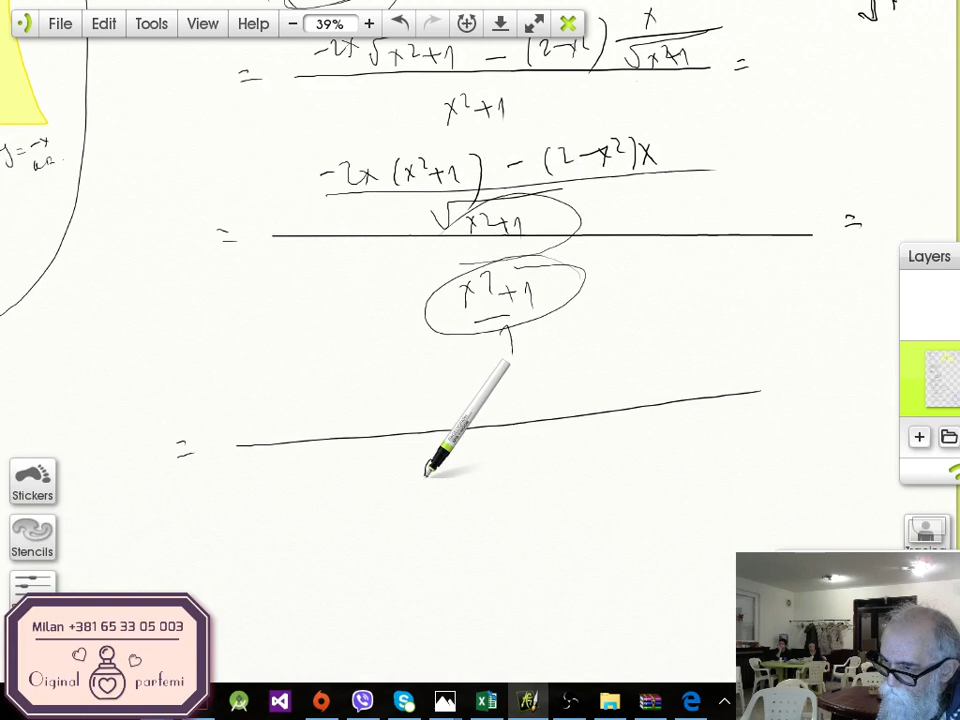 File Edit Tools View Help − 39% +
= -2x √x²+1 − (2-x²) x / √x²+1 =
x²+1
y = -x
-2x (x²+1) − (2-x²)x
√x²+1
= =
x²+1
=
Layers
Stickers
Stencils
Milan +381 65 33 05 003
Oiginal parfemi